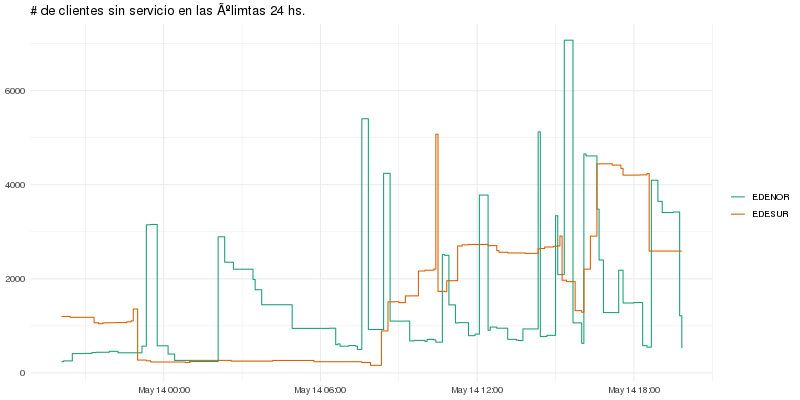 # de clientes sin servicio en las Ãºlimtas 24 hs.
6000
4000
2000
0
May 14 00:00
May 14 06:00
May 14 12:00
May 14 18:00
EDENOR
EDESUR